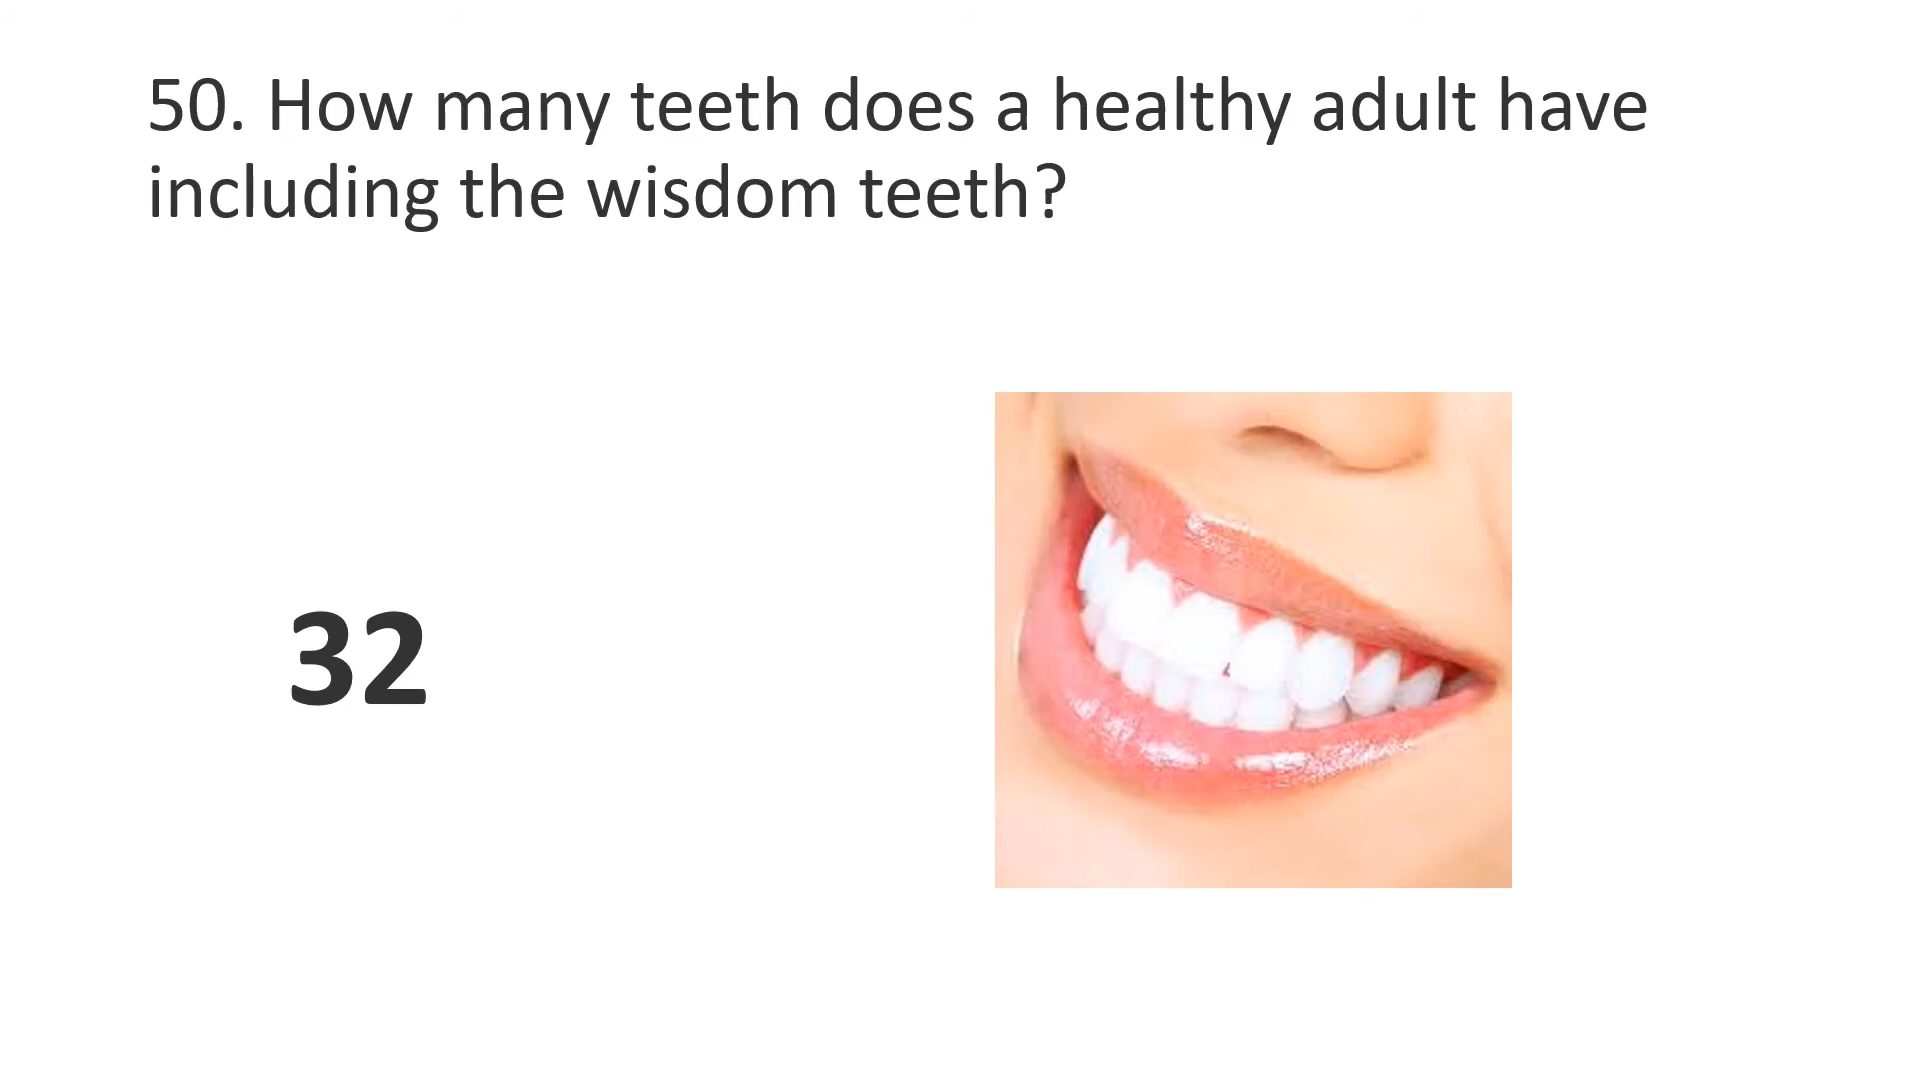 50. How many teeth does a healthy adult have
including the wisdom teeth?
32